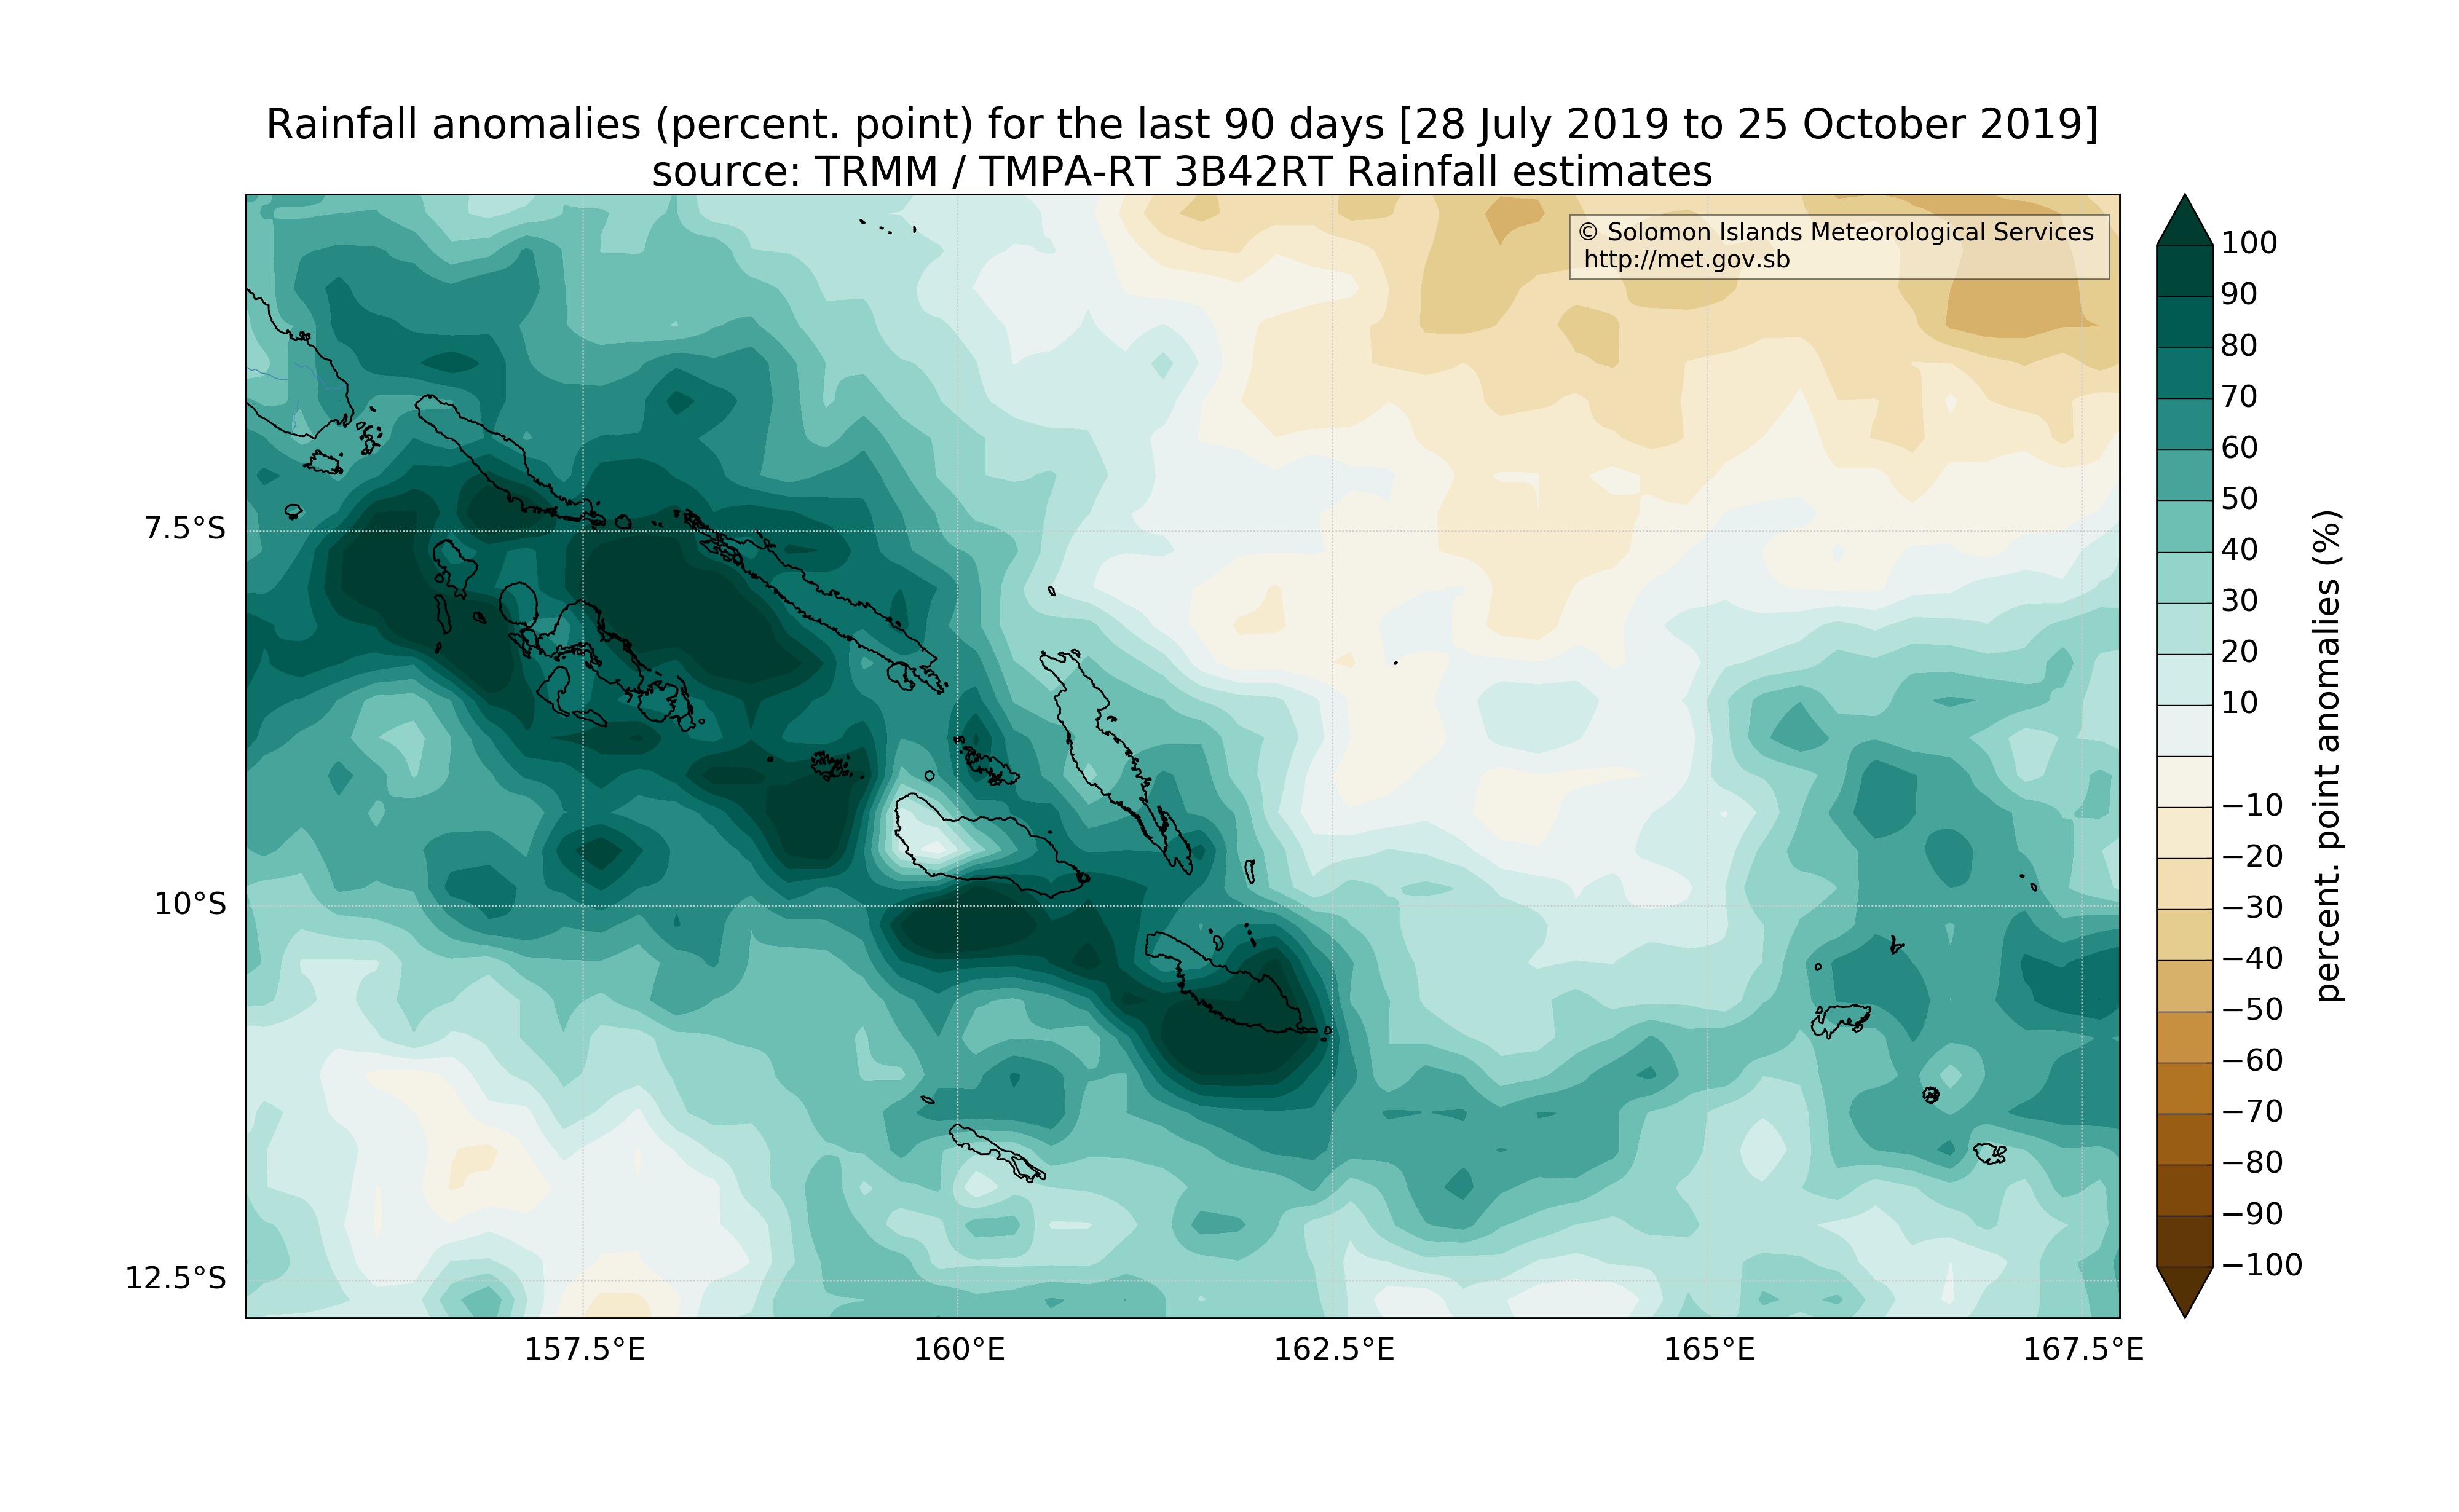 Rainfall anomalies (percent. point) for the last 90 days [28 July 2019 to 25 October 2019]
source: TRMM / TMPA-RT 3B42RT Rainfall estimates
© Solomon Islands Meteorological Services
http://met.gov.sb
7.5°S
10°S
12.5°S
157.5°E
160°E
162.5°E
165°E
167.5°E
100
90
80
70
60
50
40
30
20
10
−10
−20
−30
−40
−50
−60
−70
−80
−90
−100
percent. point anomalies (%)